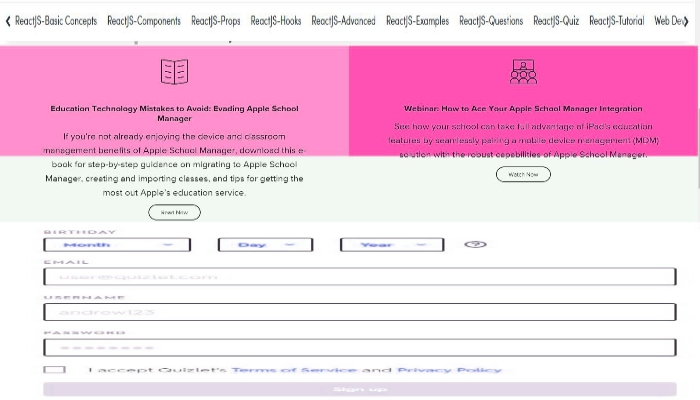 ReactJS-Basic Concepts ReactJS-Components ReactJS-Props ReactJS-Hooks ReactJS-Advanced ReactJS-Examples ReactJS-Questions ReactJS-Quiz ReactJS-Tutorial Web Dev
Education Technology Mistakes to Avoid: Evading Apple School
Manager
If you're not already enjoying the device and classroom
management benefits of Apple School Manager, download this e-
book for step-by-step guidance on migrating to Apple School
Manager, creating and importing classes, and tips for getting the
most out Apple's education service.
Read Now
Webinar: How to Ace Your Apple School Manager Integration
See how your school can take full advantage of iPad's education
features by seamlessly pairing a mobile device management (MDM)
solution with the robust capabilities of Apple School Manager.
Watch Now
BIRTHDAY
Month Day Year
EMAIL
user@quizlet.com
USERNAME
andrew123
PASSWORD
I accept Quizlet's Terms of Service and Privacy Policy
Sign up